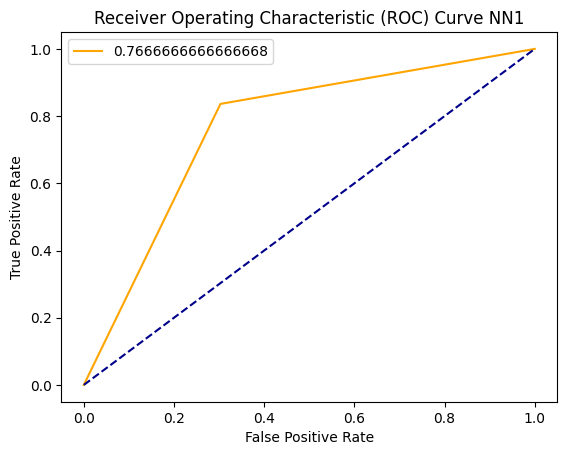 Receiver Operating Characteristic (ROC) Curve NN1
0.7666666666666668
1.0
0.8
0.6
0.4
0.2
0.0
True Positive Rate
0.0 0.2 0.4 0.6 0.8 1.0
False Positive Rate